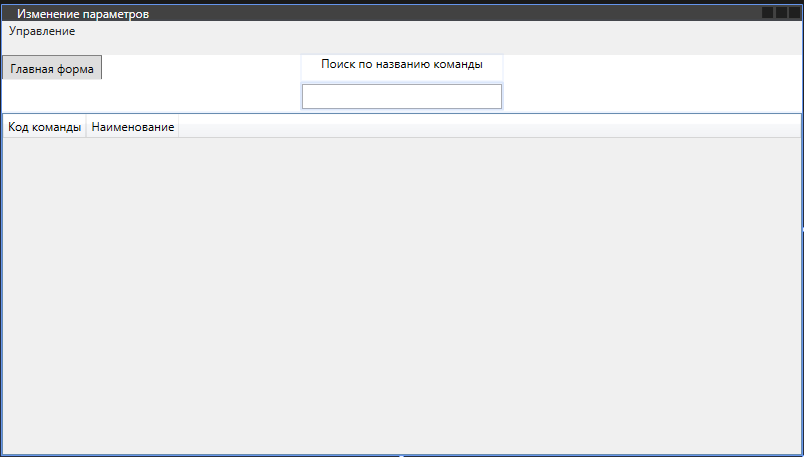 Изменение параметров
Управление
Главная форма
Поиск по названию команды
Код команды Наименование